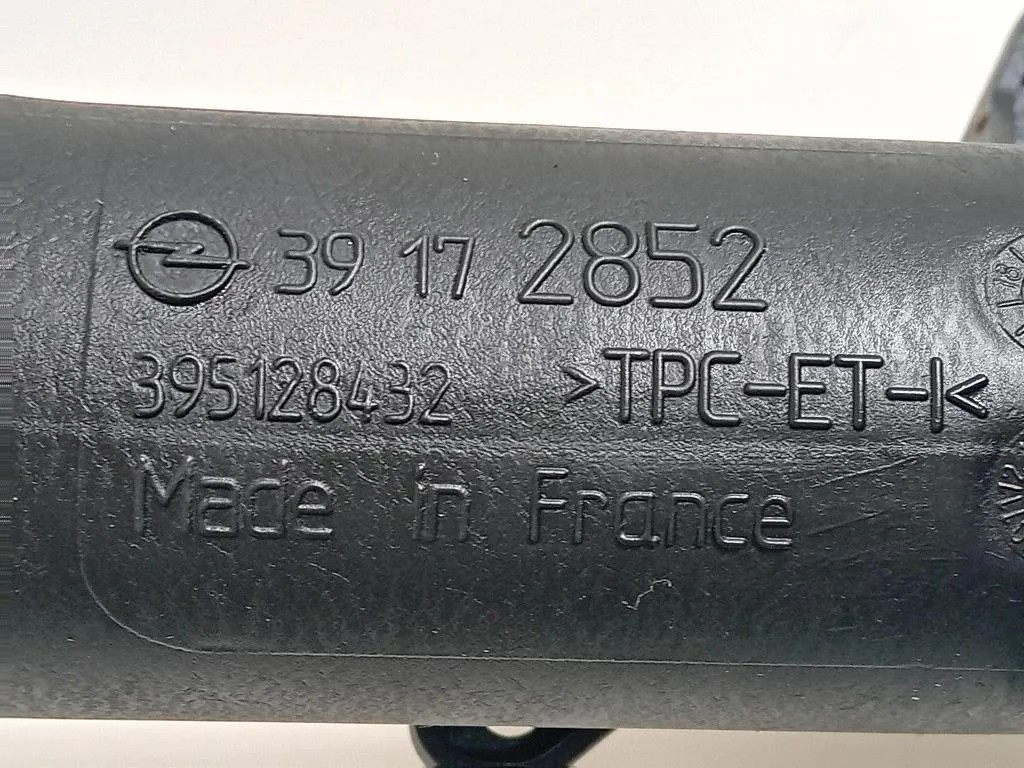 39 17 2852
395128432 >TPC-ET-I<
Made in France